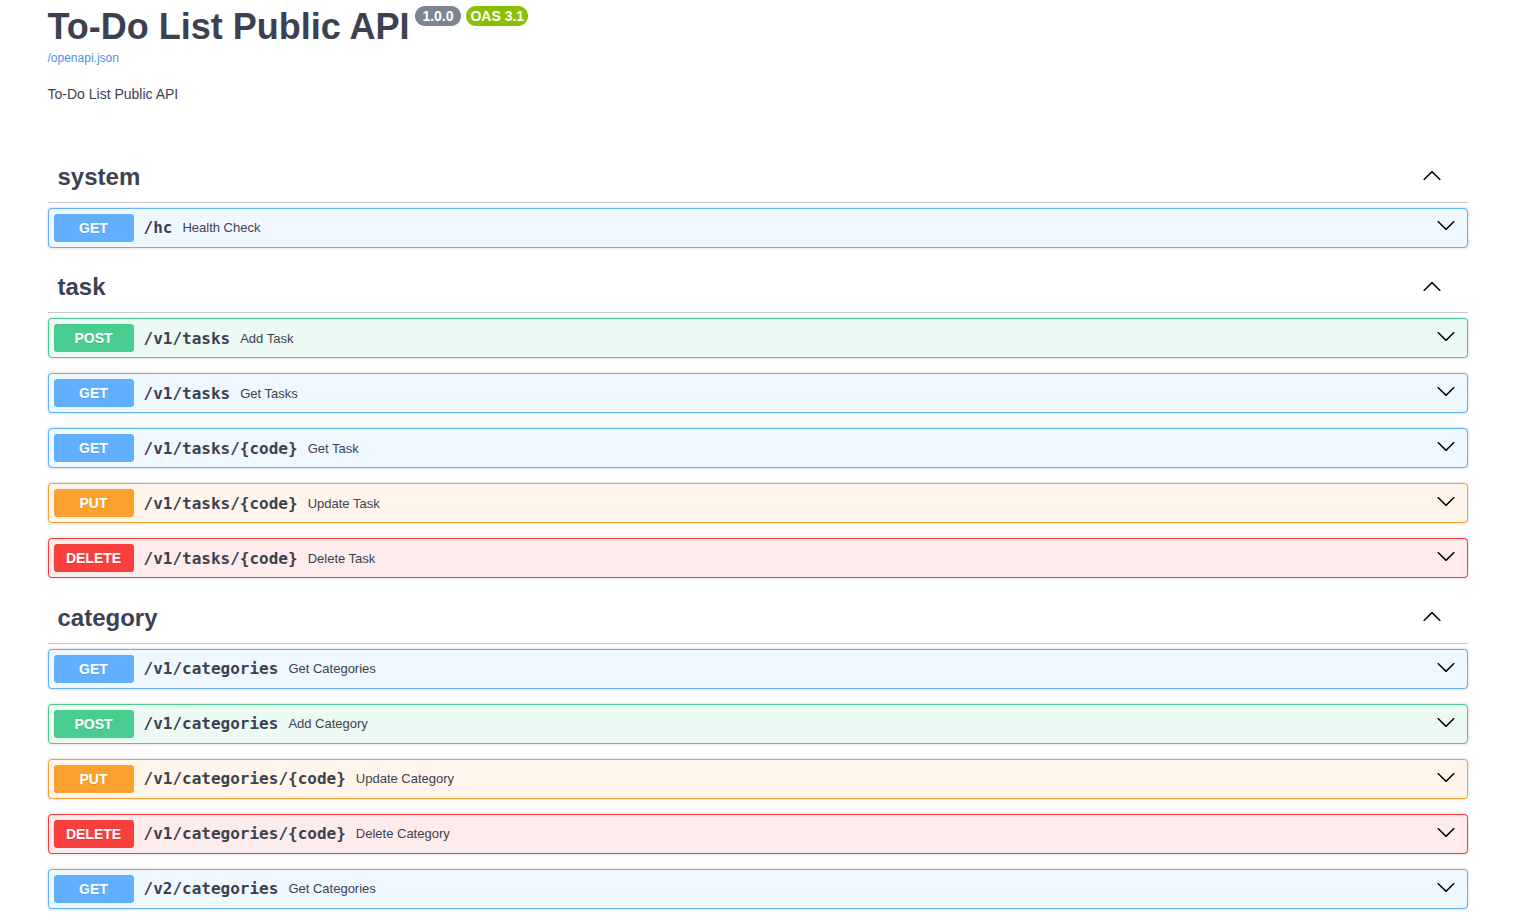 To-Do List Public API 1.0.0 OAS 3.1
/openapi.json
To-Do List Public API
system
GET /hc Health Check
task
POST /v1/tasks Add Task
GET /v1/tasks Get Tasks
GET /v1/tasks/{code} Get Task
PUT /v1/tasks/{code} Update Task
DELETE /v1/tasks/{code} Delete Task
category
GET /v1/categories Get Categories
POST /v1/categories Add Category
PUT /v1/categories/{code} Update Category
DELETE /v1/categories/{code} Delete Category
GET /v2/categories Get Categories